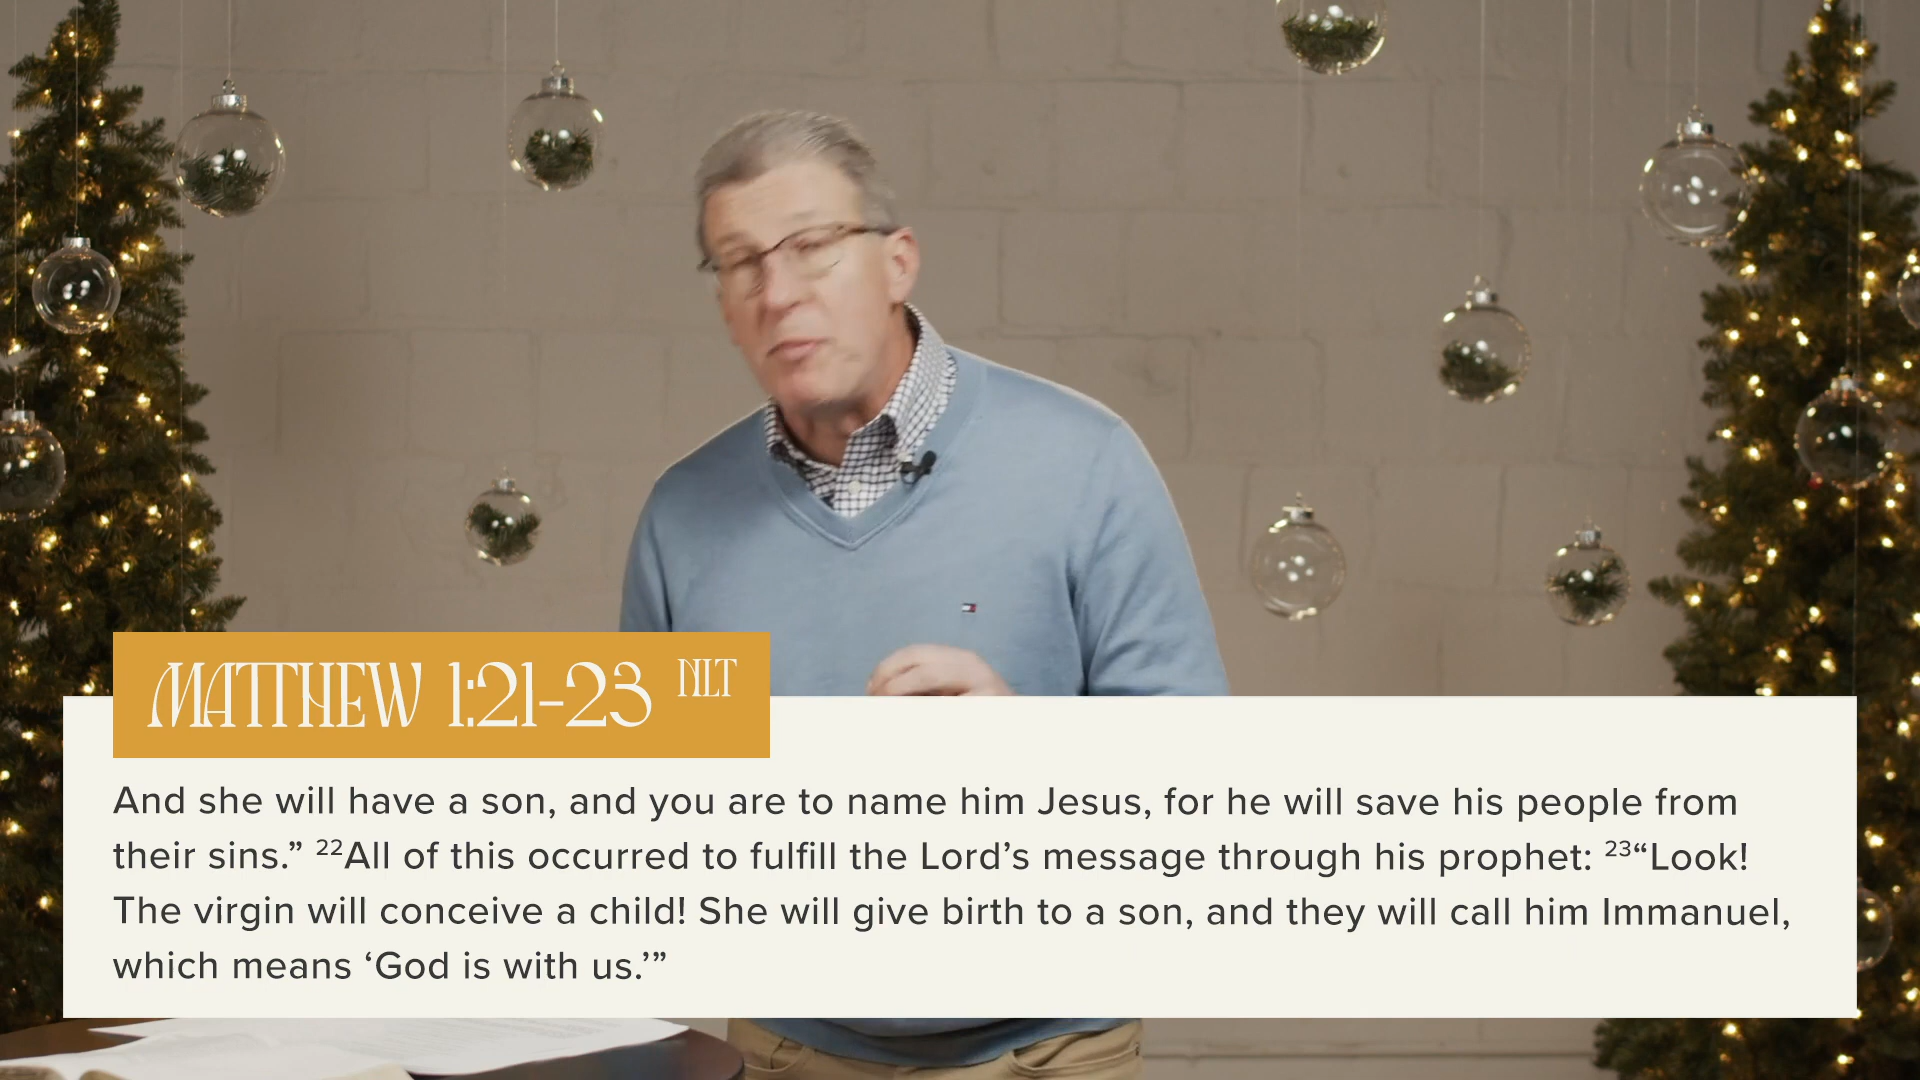 MATTHEW 1:21-23 NLT
And she will have a son, and you are to name him Jesus, for he will save his people from
their sins.” ²²All of this occurred to fulfill the Lord’s message through his prophet: ²³“Look!
The virgin will conceive a child! She will give birth to a son, and they will call him Immanuel,
which means ‘God is with us.’”